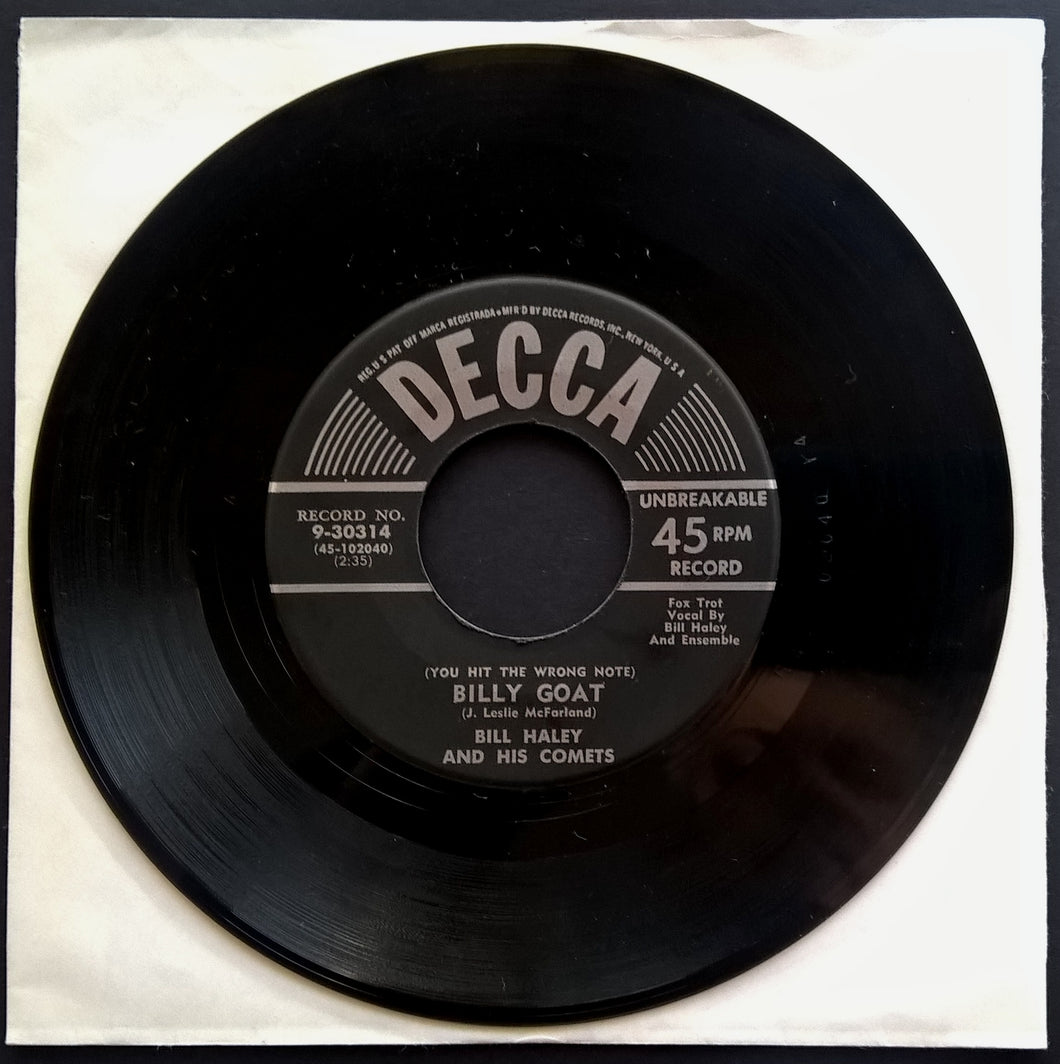 REG. U S PAT OFF MARCA REGISTRADA • MFR'D BY DECCA RECORDS, INC., NEW YORK, U S A
DECCA
RECORD NO.
9-30314
(45-102040)
(2:35)
UNBREAKABLE
45 RPM
RECORD
Fox Trot
Vocal By
Bill Haley
And Ensemble
(YOU HIT THE WRONG NOTE)
BILLY GOAT
(J. Leslie McFarland)
BILL HALEY
AND HIS COMETS